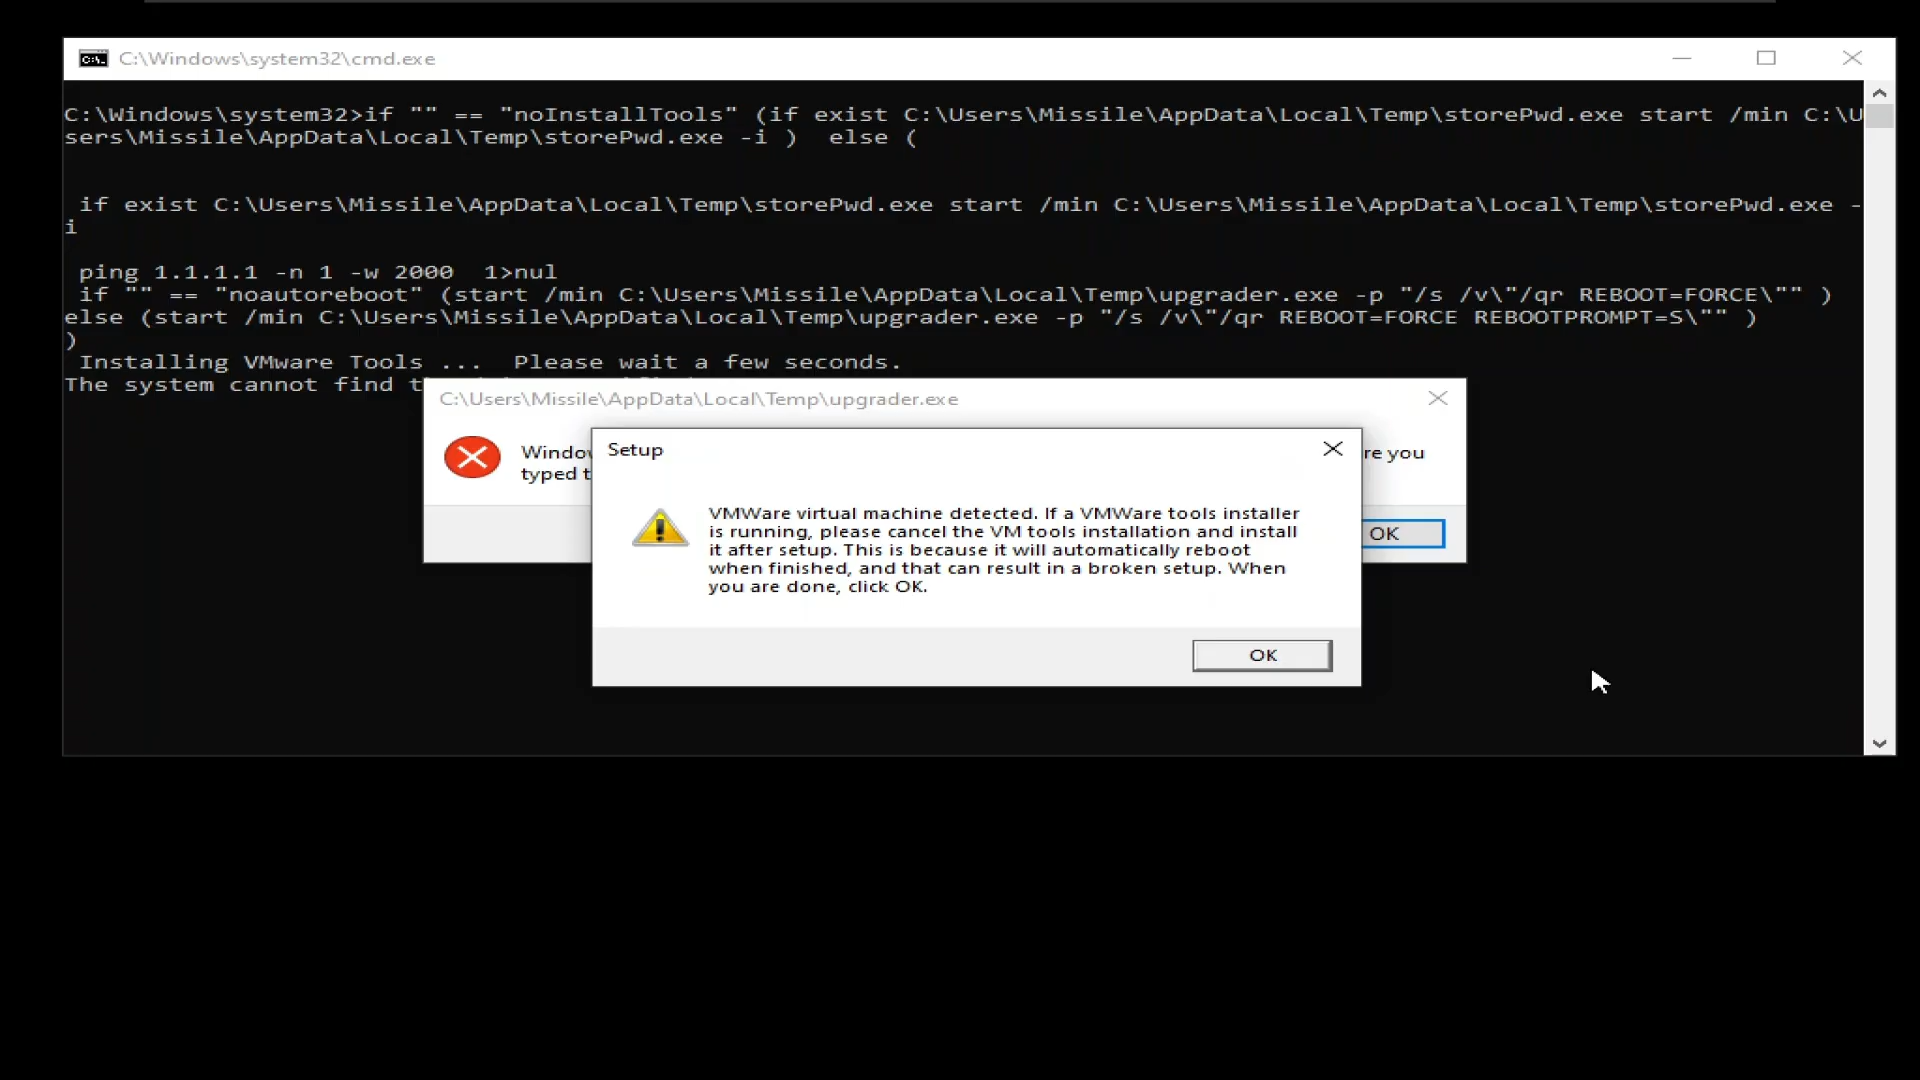 C:\Windows\system32\cmd.exe
C:\Windows\system32>if "" == "noInstallTools" (if exist C:\Users\Missile\AppData\Local\Temp\storePwd.exe start /min C:\U
sers\Missile\AppData\Local\Temp\storePwd.exe -i )  else (
if exist C:\Users\Missile\AppData\Local\Temp\storePwd.exe start /min C:\Users\Missile\AppData\Local\Temp\storePwd.exe -
i
ping 1.1.1.1 -n 1 -w 2000  1>nul
if "" == "noautoreboot" (start /min C:\Users\Missile\AppData\Local\Temp\upgrader.exe -p "/s /v\"/qr REBOOT=FORCE\"" )
else (start /min C:\Users\Missile\AppData\Local\Temp\upgrader.exe -p "/s /v\"/qr REBOOT=FORCE REBOOTPROMPT=S\"" )
)
Installing VMware Tools ...  Please wait a few seconds.
The system cannot find
C:\Users\Missile\AppData\Local\Temp\upgrader.exe
re you
typed
OK
Setup
VMWare virtual machine detected. If a VMWare tools installer
is running, please cancel the VM tools installation and install
it after setup. This is because it will automatically reboot
when finished, and that can result in a broken setup. When
you are done, click OK.
OK